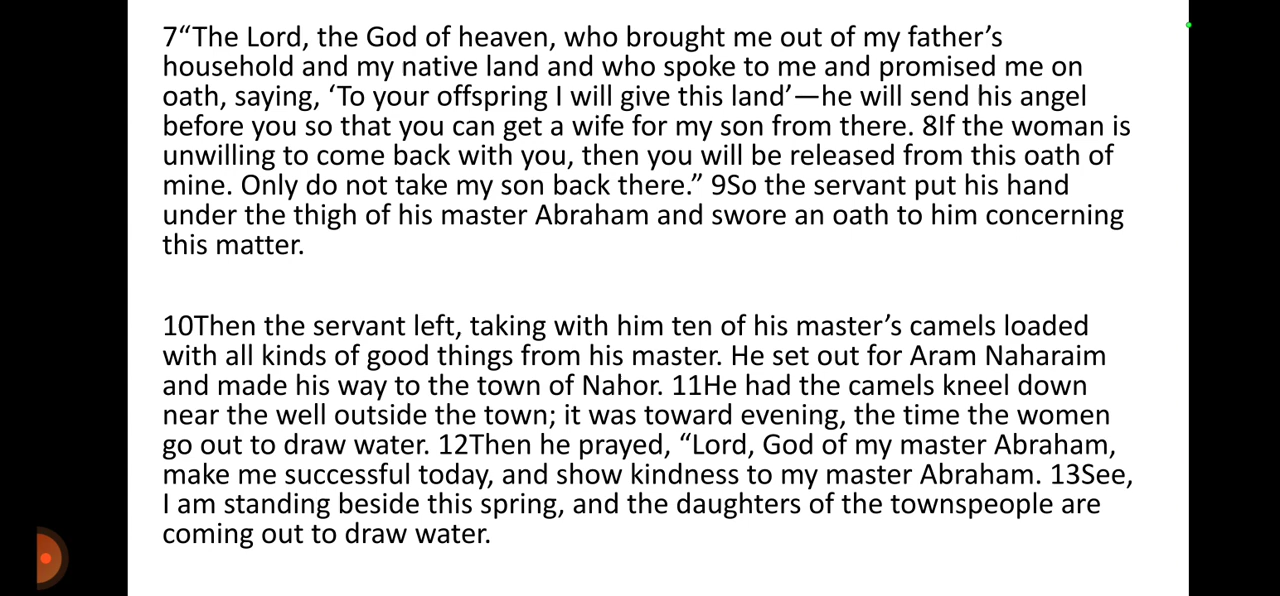 7“The Lord, the God of heaven, who brought me out of my father’s
household and my native land and who spoke to me and promised me on
oath, saying, ‘To your offspring I will give this land’—he will send his angel
before you so that you can get a wife for my son from there. 8If the woman is
unwilling to come back with you, then you will be released from this oath of
mine. Only do not take my son back there.” 9So the servant put his hand
under the thigh of his master Abraham and swore an oath to him concerning
this matter.
10Then the servant left, taking with him ten of his master’s camels loaded
with all kinds of good things from his master. He set out for Aram Naharaim
and made his way to the town of Nahor. 11He had the camels kneel down
near the well outside the town; it was toward evening, the time the women
go out to draw water. 12Then he prayed, “Lord, God of my master Abraham,
make me successful today, and show kindness to my master Abraham. 13See,
I am standing beside this spring, and the daughters of the townspeople are
coming out to draw water.